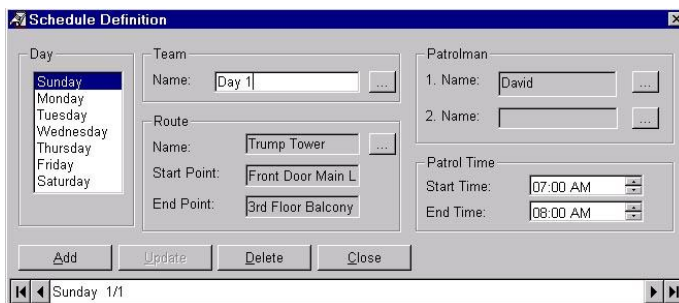 Schedule Definition
Day
Sunday
Monday
Tuesday
Wednesday
Thursday
Friday
Saturday
Team
Name: Day 1 ...
Route
Name: Trump Tower ...
Start Point: Front Door Main L
End Point: 3rd Floor Balcony
Patrolman
1. Name: David ...
2. Name: ...
Patrol Time
Start Time: 07:00 AM
End Time: 08:00 AM
Add Update Delete Close
Sunday 1/1